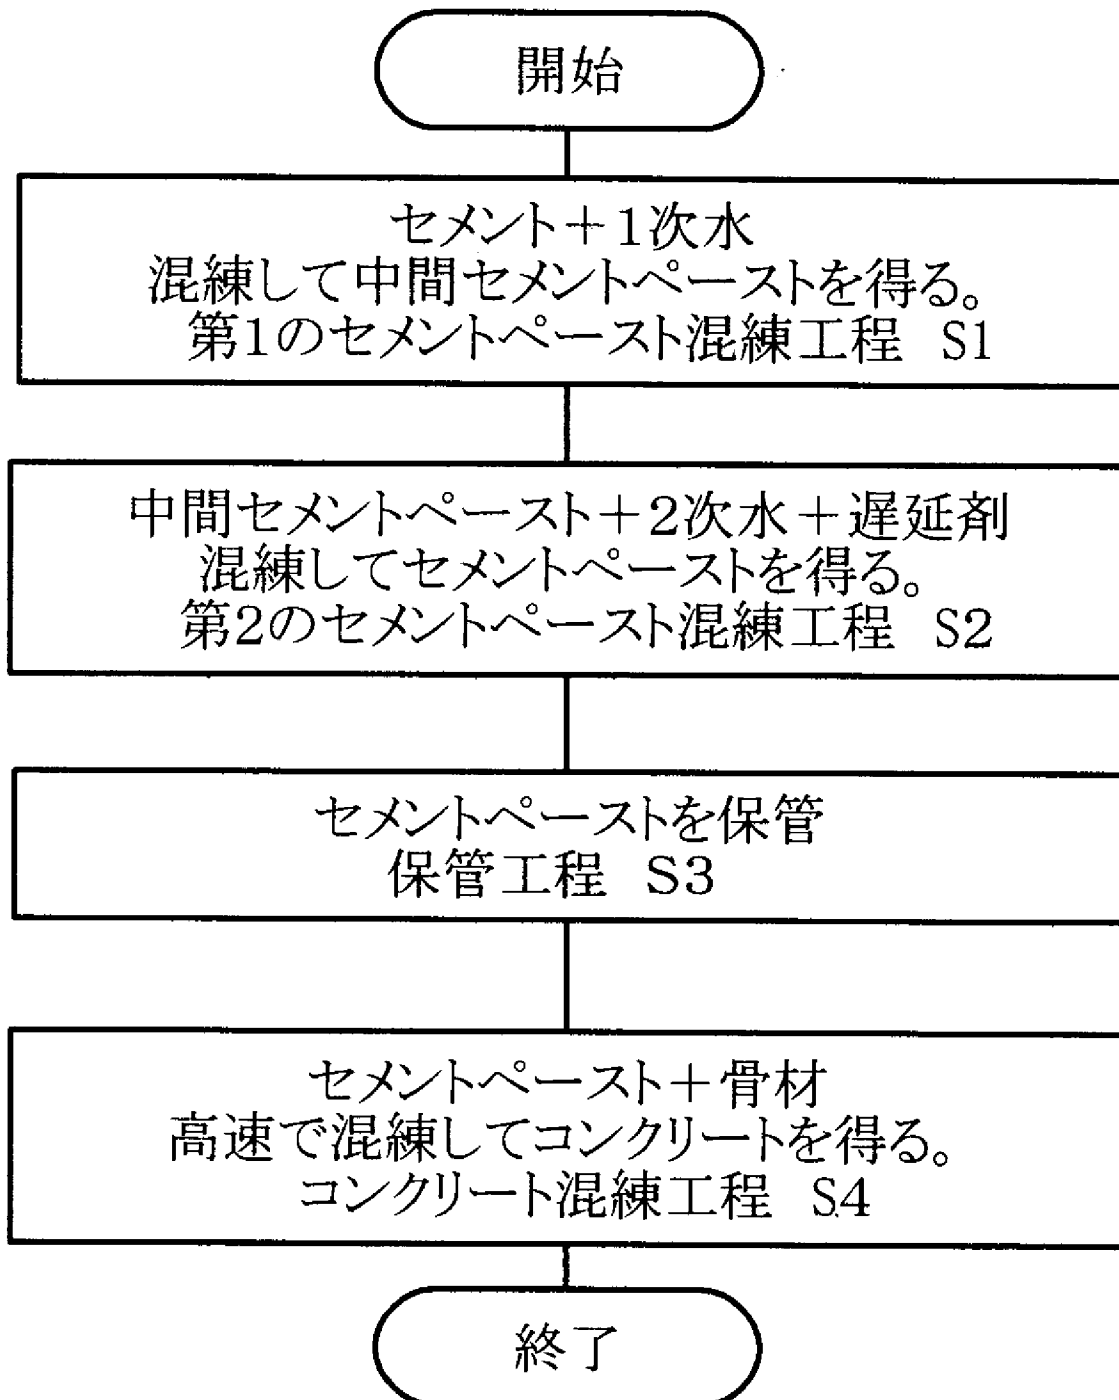 開始
セメント＋1次水
混練して中間セメントペーストを得る。
第1のセメントペースト混練工程 S1
中間セメントペースト＋2次水＋遅延剤
混練してセメントペーストを得る。
第2のセメントペースト混練工程 S2
セメントペーストを保管
保管工程 S3
セメントペースト＋骨材
高速で混練してコンクリートを得る。
コンクリート混練工程 S4
終了